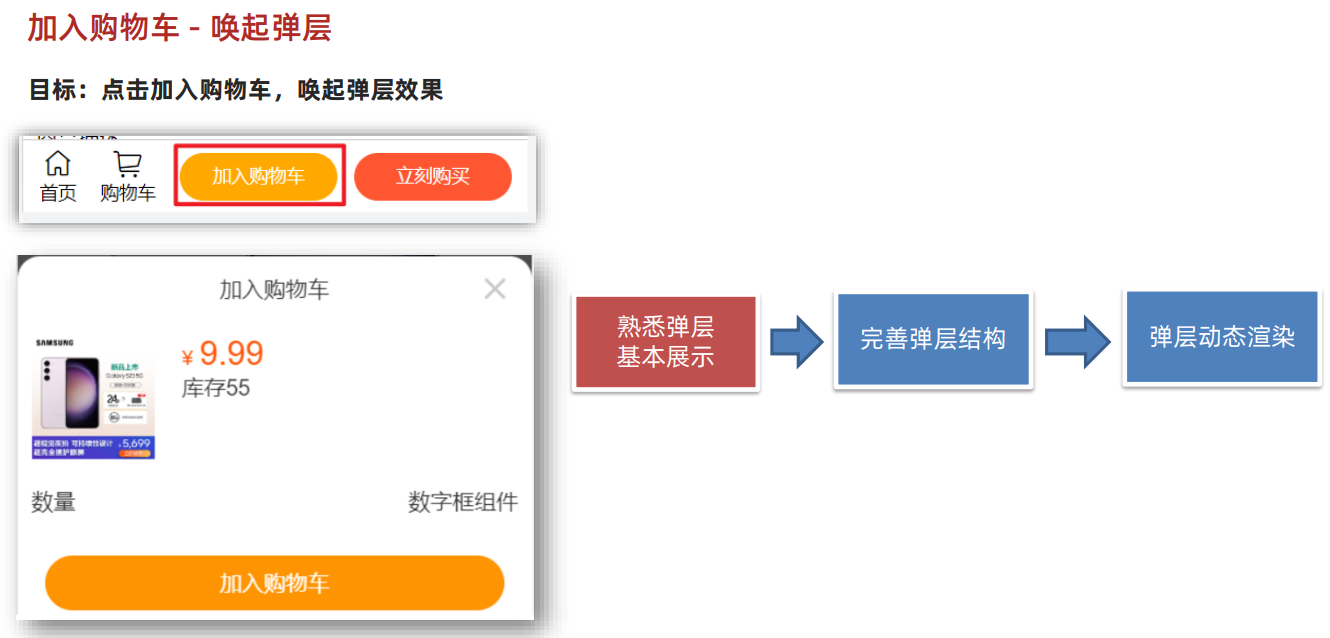 加入购物车 - 唤起弹层
目标：点击加入购物车，唤起弹层效果
首页
购物车
加入购物车
立刻购买
加入购物车
SAMSUNG
新品上市
Galaxy S23 5G
¥ 9.99
库存55
5,699
数量
数字框组件
加入购物车
熟悉弹层
基本展示
完善弹层结构
弹层动态渲染